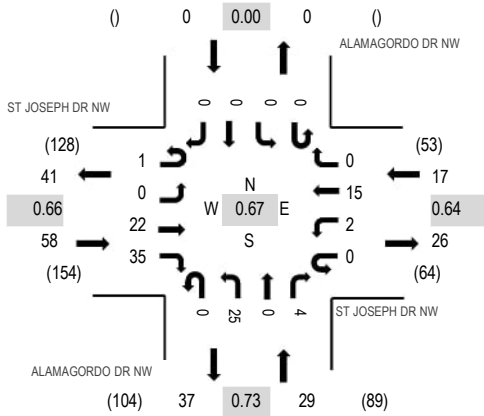 () 0 0.00 0 ()
ALAMAGORDO DR NW
ST JOSEPH DR NW
0 0 0 0
(128) (53)
41 1 0 17
0 15
0.66 N 0.64
W 0.67 E
S
22 2
58 35 0 26
(154) (64)
0 25 0 4
ST JOSEPH DR NW
ALAMAGORDO DR NW
(104) 37 0.73 29 (89)